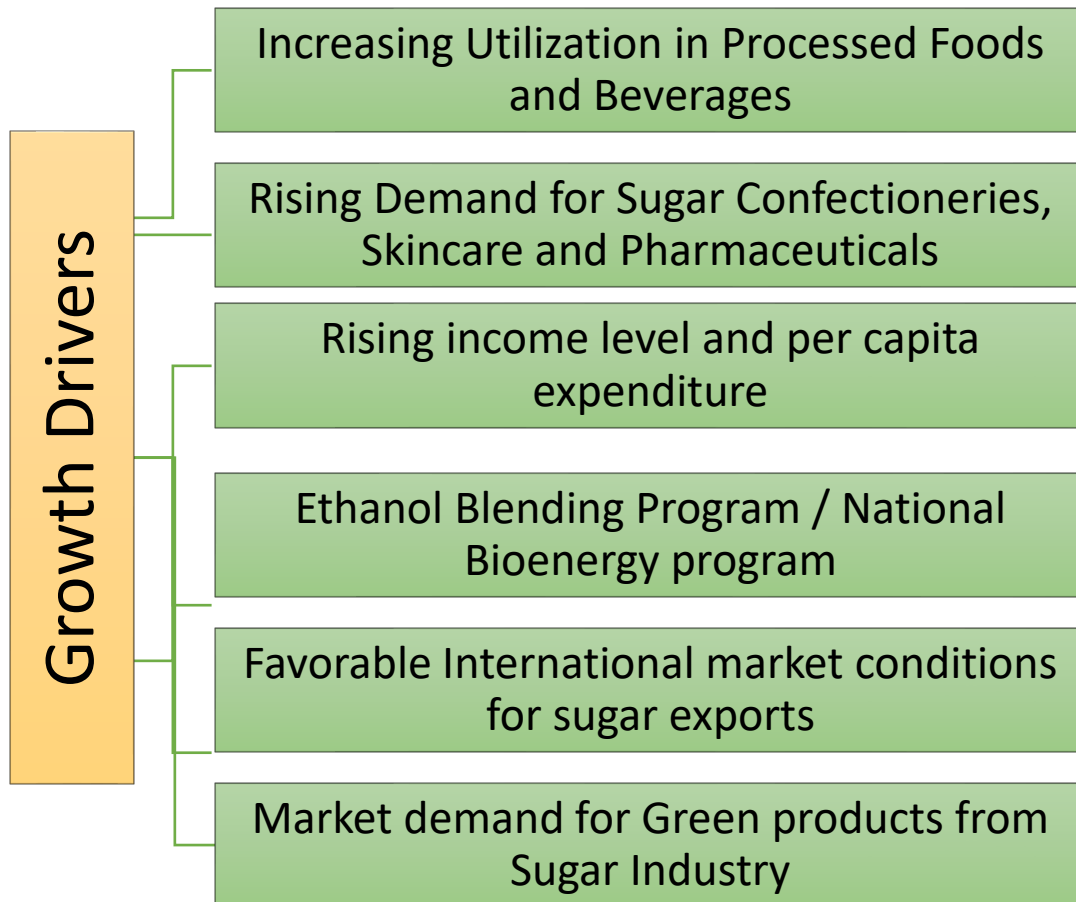 Growth Drivers
Increasing Utilization in Processed Foods
and Beverages
Rising Demand for Sugar Confectioneries,
Skincare and Pharmaceuticals
Rising income level and per capita
expenditure
Ethanol Blending Program / National
Bioenergy program
Favorable International market conditions
for sugar exports
Market demand for Green products from
Sugar Industry